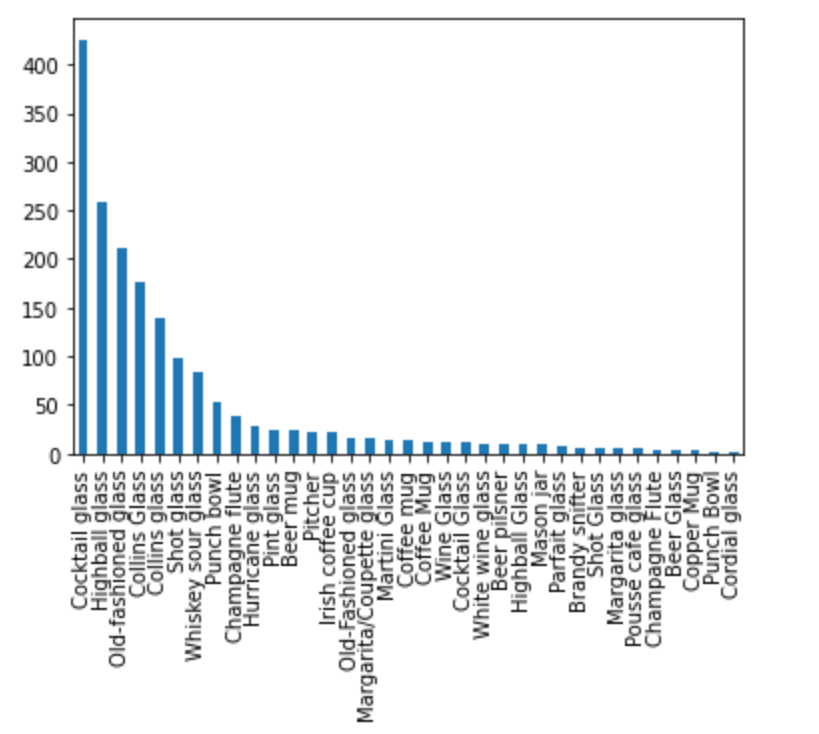 400
350
300
250
200
150
100
50
0
Cocktail glass
Highball glass
Old-fashioned glass
Collins Glass
Collins glass
Shot glass
Whiskey sour glass
Punch bowl
Champagne flute
Hurricane glass
Pint glass
Beer mug
Pitcher
Irish coffee cup
Old-Fashioned glass
Margarita/Coupette glass
Martini Glass
Coffee mug
Coffee Mug
Wine Glass
Cocktail Glass
White wine glass
Beer pilsner
Highball Glass
Mason jar
Parfait glass
Brandy snifter
Shot Glass
Margarita glass
Pousse cafe glass
Champagne Flute
Beer Glass
Copper Mug
Punch Bowl
Cordial glass